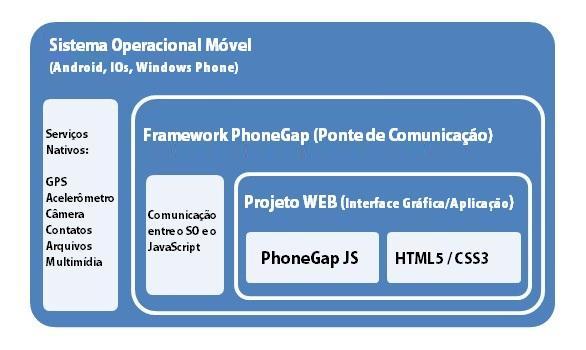 Sistema Operacional Móvel
(Android, IOs, Windows Phone)
Serviços
Nativos:
GPS
Acelerômetro
Câmera
Contatos
Arquivos
Multimídia
Framework PhoneGap (Ponte de Comunicação)
Comunicação
entre o SO e o
JavaScript
Projeto WEB (Interface Gráfica/Aplicação)
PhoneGap JS
HTML5 / CSS3